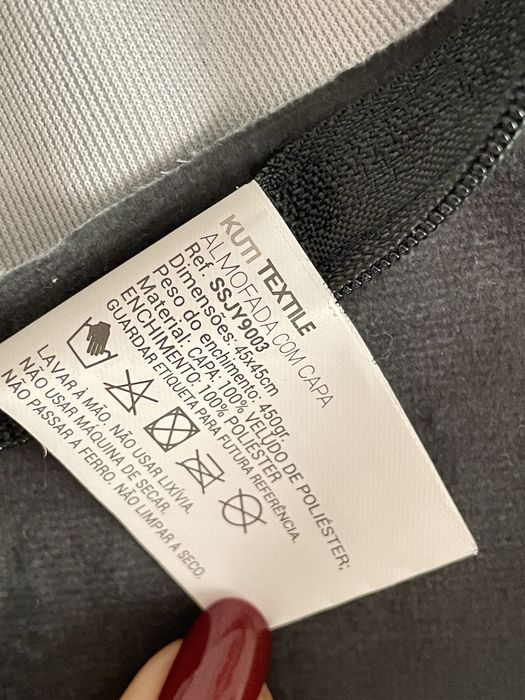 KUTI TEXTILE
ALMOFADA COM CAPA
Ref. SSJY9003
Dimensões: 45x45cm
Peso do enchimento: 450gr.
Material: CAPA: 100% VELUDO DE POLIÉSTER;
ENCHIMENTO: 100% POLIESTER
GUARDAR ETIQUETA PARA FUTURA REFERÊNCIA.
LAVAR À MÃO. NÃO USAR LIXÍVIA.
NÃO USAR MÁQUINA DE SECAR.
NÃO PASSAR A FERRO. NÃO LIMPAR A SECO.